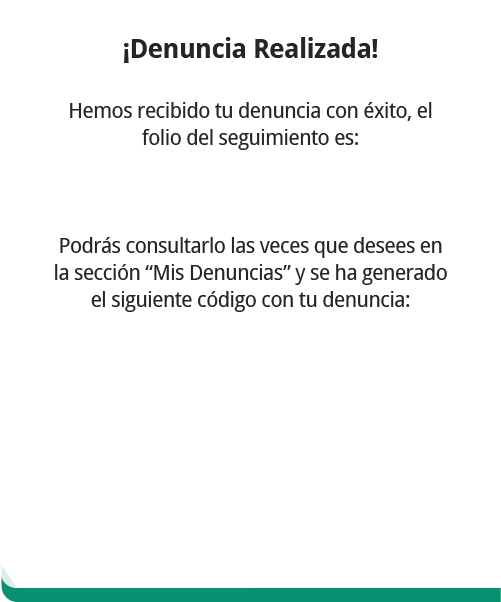 ¡Denuncia Realizada!
Hemos recibido tu denuncia con éxito, el
folio del seguimiento es:
Podrás consultarlo las veces que desees en
la sección “Mis Denuncias” y se ha generado
el siguiente código con tu denuncia: